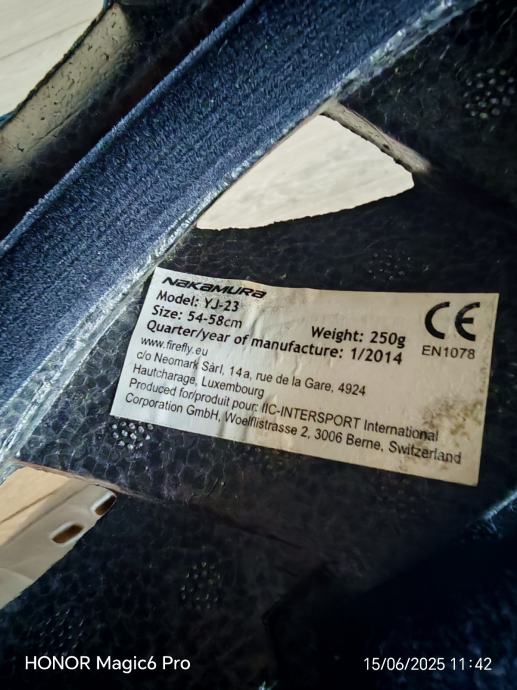 NAKAMURA
Model: YJ-23
Size: 54-58cm
Weight: 250g
Quarter/year of manufacture: 1/2014
CE
EN1078
www.firefly.eu
c/o Neomark Sàrl, 14a, rue de la Gare, 4924
Hautcharage, Luxembourg
Produced for/produit pour: IIC-INTERSPORT International
Corporation GmbH, Woelflistrasse 2, 3006 Berne, Switzerland
HONOR Magic6 Pro
15/06/2025 11:42